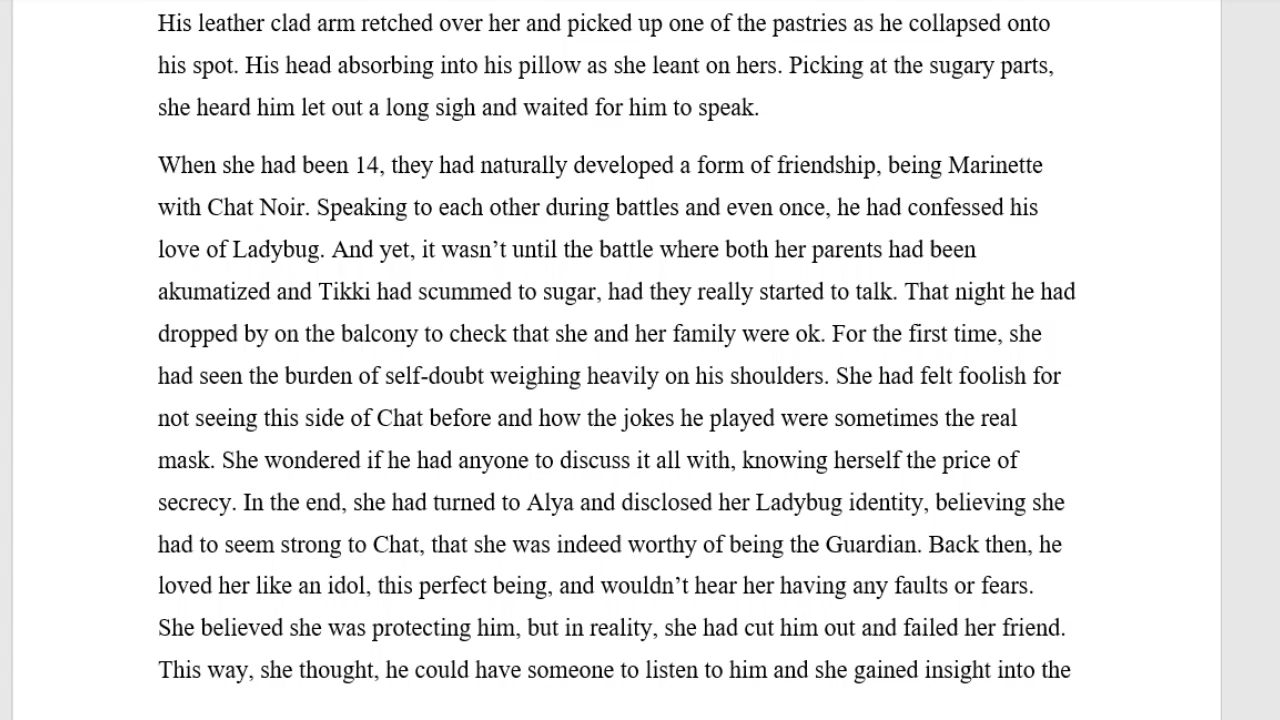 His leather clad arm retched over her and picked up one of the pastries as he collapsed onto
his spot. His head absorbing into his pillow as she leant on hers. Picking at the sugary parts,
she heard him let out a long sigh and waited for him to speak.
When she had been 14, they had naturally developed a form of friendship, being Marinette
with Chat Noir. Speaking to each other during battles and even once, he had confessed his
love of Ladybug. And yet, it wasn’t until the battle where both her parents had been
akumatized and Tikki had scummed to sugar, had they really started to talk. That night he had
dropped by on the balcony to check that she and her family were ok. For the first time, she
had seen the burden of self-doubt weighing heavily on his shoulders. She had felt foolish for
not seeing this side of Chat before and how the jokes he played were sometimes the real
mask. She wondered if he had anyone to discuss it all with, knowing herself the price of
secrecy. In the end, she had turned to Alya and disclosed her Ladybug identity, believing she
had to seem strong to Chat, that she was indeed worthy of being the Guardian. Back then, he
loved her like an idol, this perfect being, and wouldn’t hear her having any faults or fears.
She believed she was protecting him, but in reality, she had cut him out and failed her friend.
This way, she thought, he could have someone to listen to him and she gained insight into the